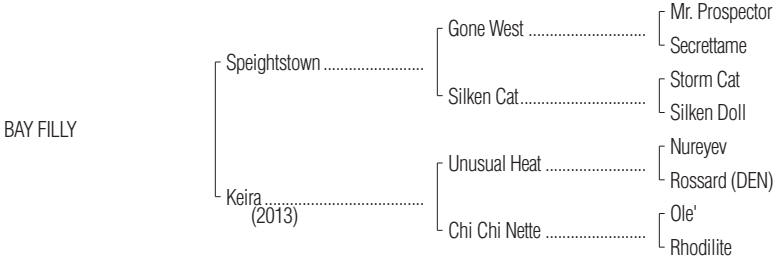 Mr. Prospector
Gone West ............................
Secrettame
Speightstown ........................
Storm Cat
Silken Cat..............................
Silken Doll
BAY FILLY
Nureyev
Unusual Heat ........................
Rossard (DEN)
Keira ......................................
(2013)
Ole'
Chi Chi Nette ........................
Rhodilite